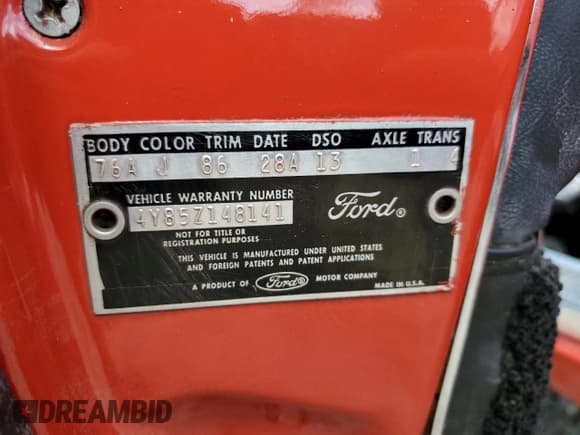 BODY COLOR TRIM DATE DSO AXLE TRANS
76A J 86 28A 13 1 4
VEHICLE WARRANTY NUMBER
4Y85Z148141
Ford®
NOT FOR TITLE OR
REGISTRATION PURPOSES
THIS VEHICLE IS MANUFACTURED UNDER UNITED STATES
AND FOREIGN PATENTS AND PATENT APPLICATIONS
A PRODUCT OF Ford® MOTOR COMPANY
MADE IN U.S.A.
DREAMBID